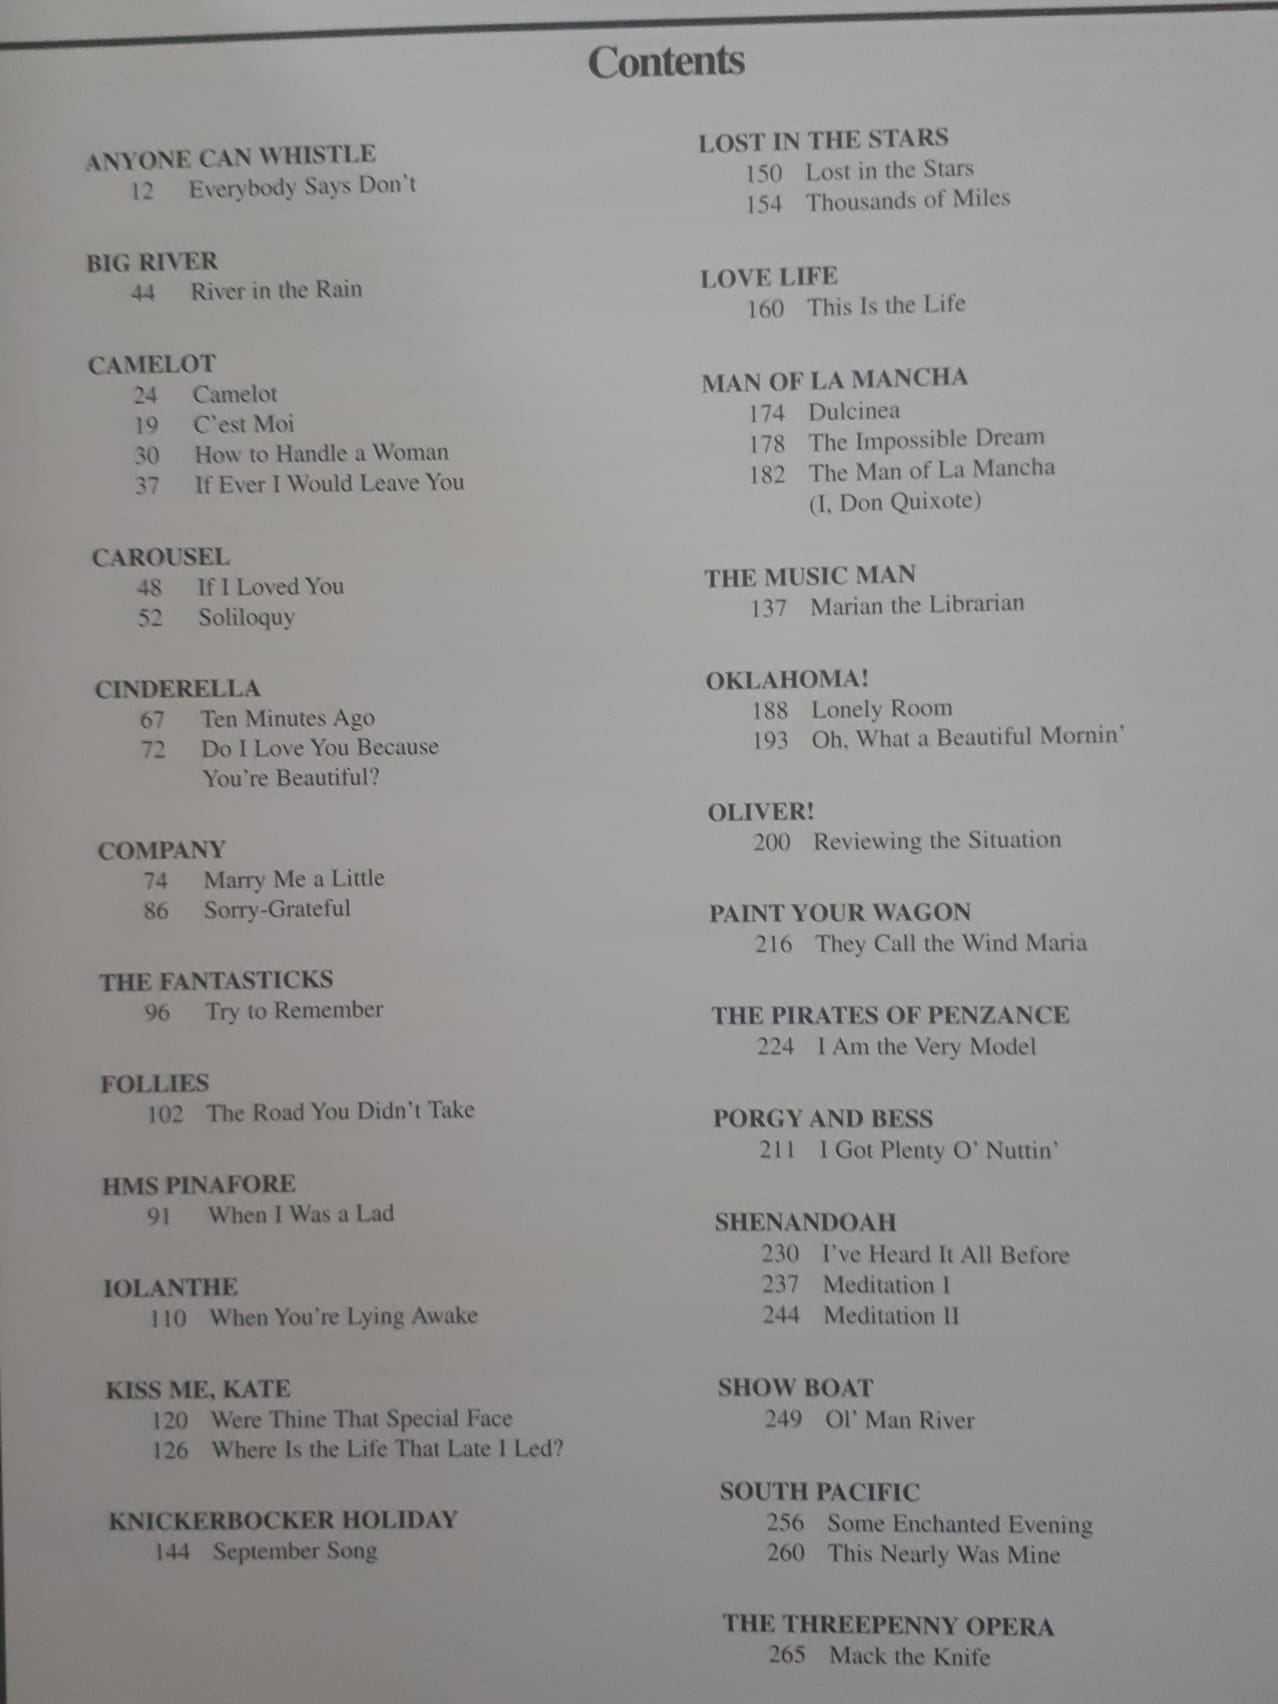 Contents
ANYONE CAN WHISTLE
12 Everybody Says Don't
BIG RIVER
44 River in the Rain
CAMELOT
24 Camelot
19 C'est Moi
30 How to Handle a Woman
37 If Ever I Would Leave You
CAROUSEL
48 If I Loved You
52 Soliloquy
CINDERELLA
67 Ten Minutes Ago
72 Do I Love You Because
You're Beautiful?
COMPANY
74 Marry Me a Little
86 Sorry-Grateful
THE FANTASTICKS
96 Try to Remember
FOLLIES
102 The Road You Didn't Take
HMS PINAFORE
91 When I Was a Lad
IOLANTHE
110 When You're Lying Awake
KISS ME, KATE
120 Were Thine That Special Face
126 Where Is the Life That Late I Led?
KNICKERBOCKER HOLIDAY
144 September Song
LOST IN THE STARS
150 Lost in the Stars
154 Thousands of Miles
LOVE LIFE
160 This Is the Life
MAN OF LA MANCHA
174 Dulcinea
178 The Impossible Dream
182 The Man of La Mancha
(I, Don Quixote)
THE MUSIC MAN
137 Marian the Librarian
OKLAHOMA!
188 Lonely Room
193 Oh, What a Beautiful Mornin'
OLIVER!
200 Reviewing the Situation
PAINT YOUR WAGON
216 They Call the Wind Maria
THE PIRATES OF PENZANCE
224 I Am the Very Model
PORGY AND BESS
211 I Got Plenty O' Nuttin'
SHENANDOAH
230 I've Heard It All Before
237 Meditation I
244 Meditation II
SHOW BOAT
249 Ol' Man River
SOUTH PACIFIC
256 Some Enchanted Evening
260 This Nearly Was Mine
THE THREEPENNY OPERA
265 Mack the Knife